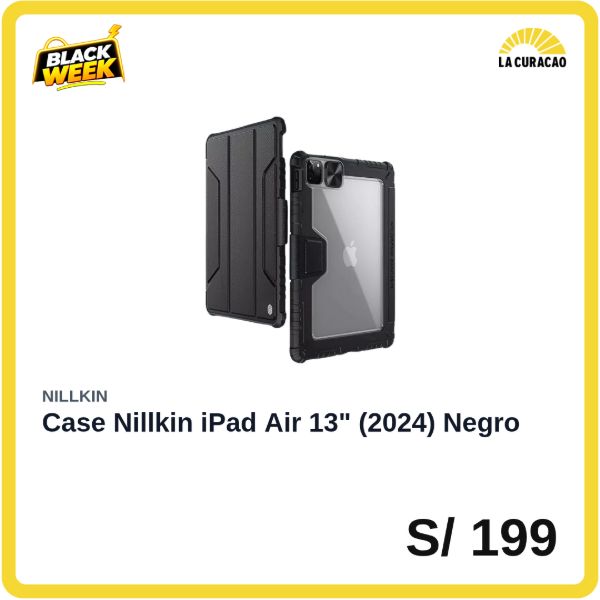 BLACK
WEEK
LA CURACAO
NILLKIN
Case Nillkin iPad Air 13" (2024) Negro
S/ 199